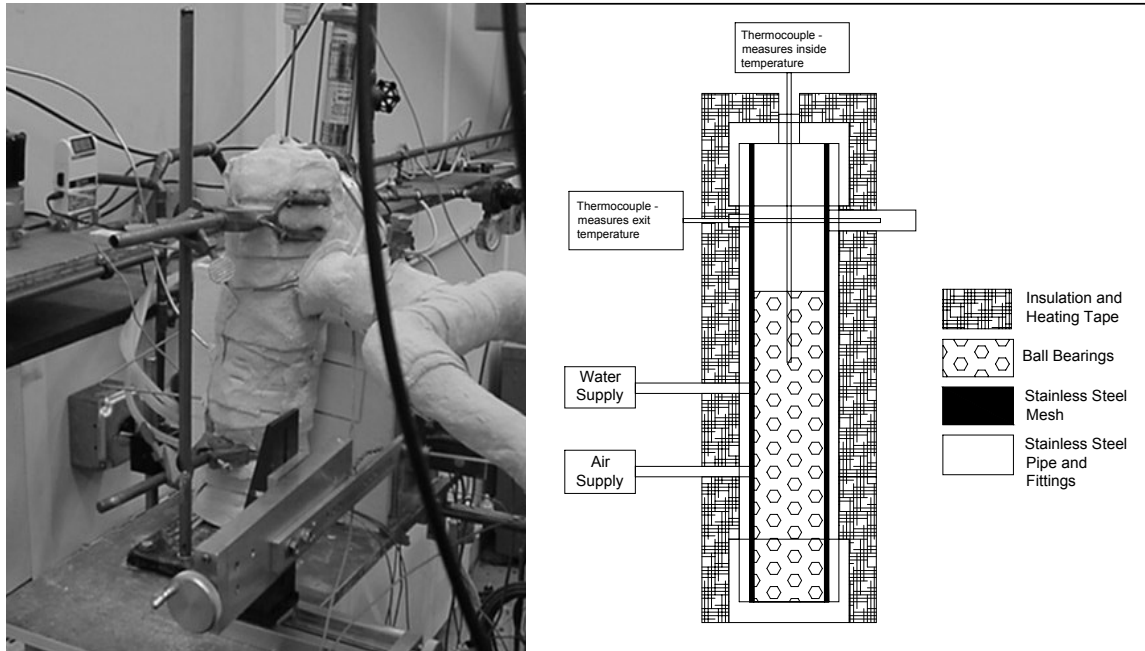 Thermocouple -
measures inside
temperature
Thermocouple -
measures exit
temperature
Water
Supply
Air
Supply
Insulation and
Heating Tape
Ball Bearings
Stainless Steel
Mesh
Stainless Steel
Pipe and
Fittings